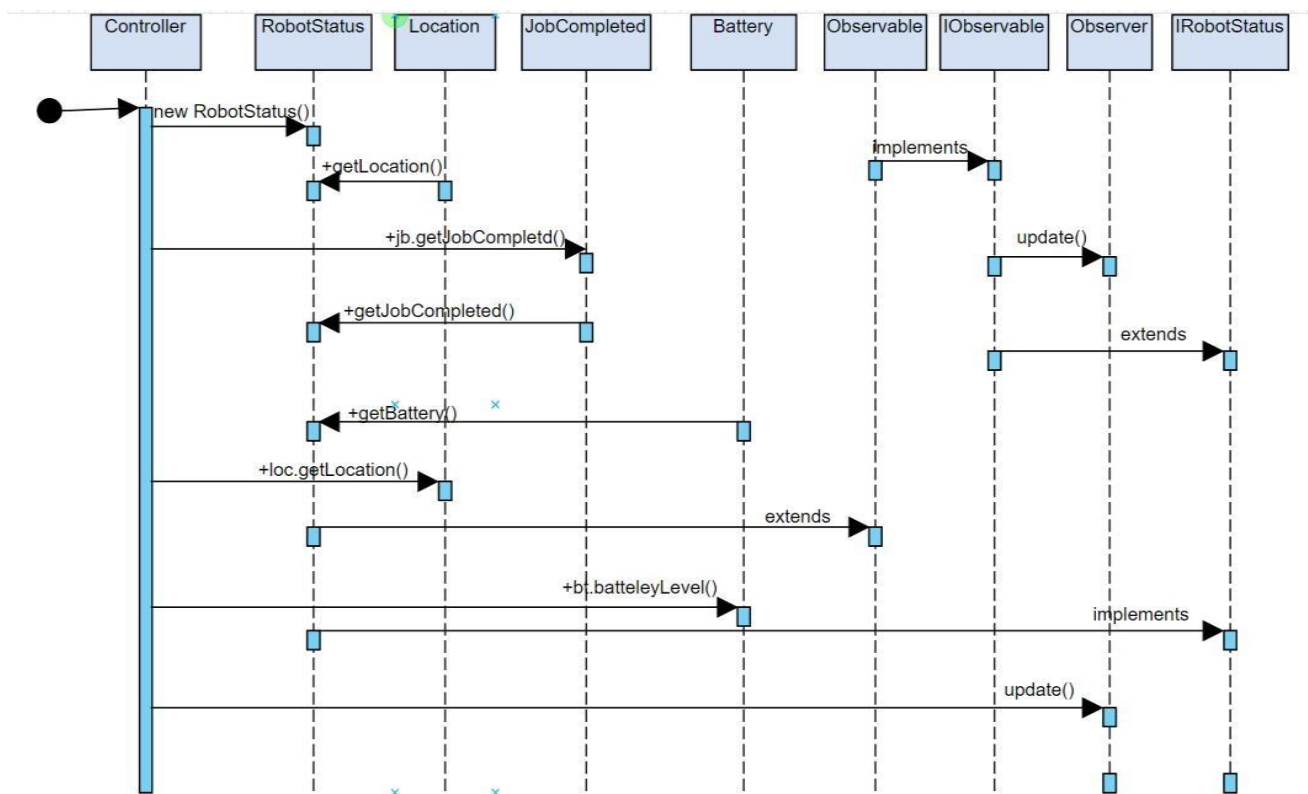 Controller
RobotStatus
Location
JobCompleted
Battery
Observable
IObservable
Observer
IRobotStatus
new RobotStatus()
implements
+getLocation()
+jb.getJobCompletd()
update()
+getJobCompleted()
extends
+getBattery()
+loc.getLocation()
extends
+bt.batteleyLevel()
implements
update()